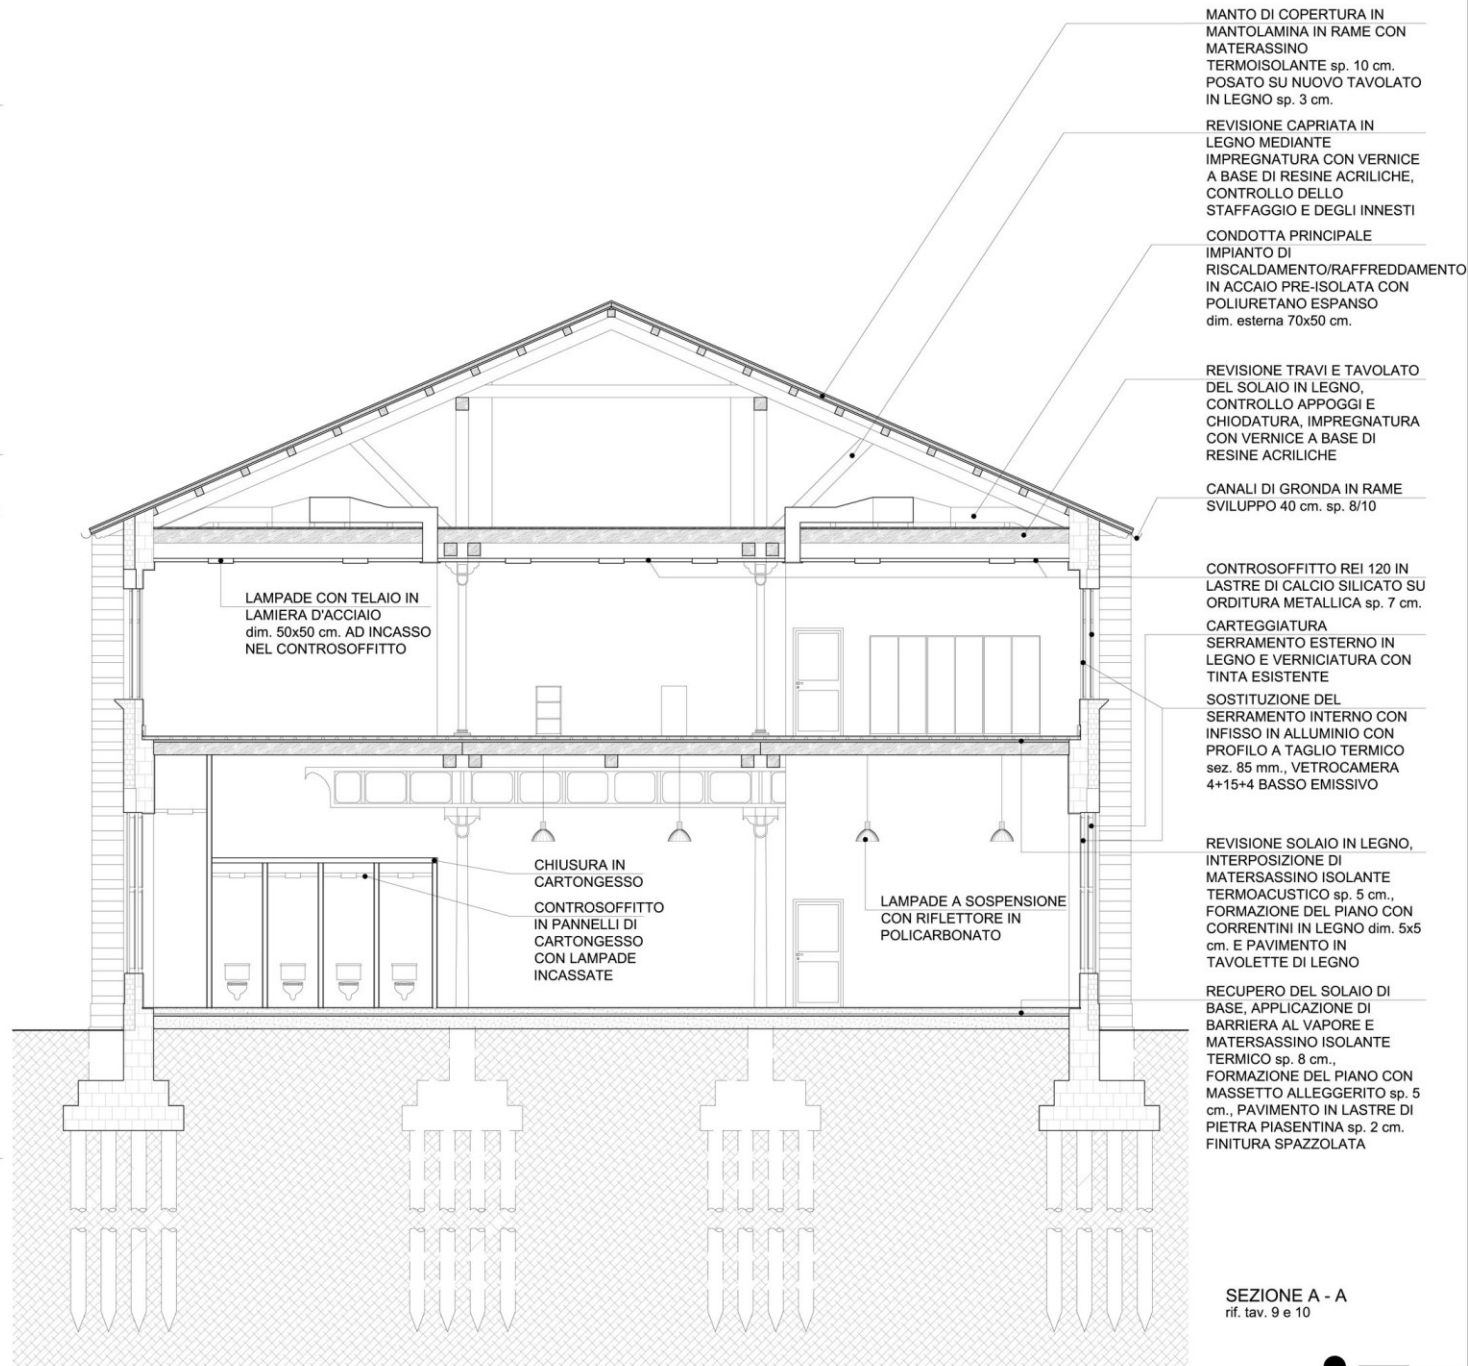 MANTO DI COPERTURA IN
MANTOLAMINA IN RAME CON
MATERASSINO
TERMOISOLANTE sp. 10 cm.
POSATO SU NUOVO TAVOLATO
IN LEGNO sp. 3 cm.
REVISIONE CAPRIATA IN
LEGNO MEDIANTE
IMPREGNATURA CON VERNICE
A BASE DI RESINE ACRILICHE,
CONTROLLO DELLO
STAFFAGGIO E DEGLI INNESTI
CONDOTTA PRINCIPALE
IMPIANTO DI
RISCALDAMENTO/RAFFREDDAMENTO
IN ACCAIO PRE-ISOLATA CON
POLIURETANO ESPANSO
dim. esterna 70x50 cm.
REVISIONE TRAVI E TAVOLATO
DEL SOLAIO IN LEGNO,
CONTROLLO APPOGGI E
CHIODATURA, IMPREGNATURA
CON VERNICE A BASE DI
RESINE ACRILICHE
CANALI DI GRONDA IN RAME
SVILUPPO 40 cm. sp. 8/10
CONTROSOFFITTO REI 120 IN
LASTRE DI CALCIO SILICATO SU
ORDITURA METALLICA sp. 7 cm.
CARTEGGIATURA
SERRAMENTO ESTERNO IN
LEGNO E VERNICIATURA CON
TINTA ESISTENTE
SOSTITUZIONE DEL
SERRAMENTO INTERNO CON
INFISSO IN ALLUMINIO CON
PROFILO A TAGLIO TERMICO
sez. 85 mm., VETROCAMERA
4+15+4 BASSO EMISSIVO
REVISIONE SOLAIO IN LEGNO,
INTERPOSIZIONE DI
MATERSASSINO ISOLANTE
TERMOACUSTICO sp. 5 cm.,
FORMAZIONE DEL PIANO CON
CORRENTINI IN LEGNO dim. 5x5
cm. E PAVIMENTO IN
TAVOLETTE DI LEGNO
RECUPERO DEL SOLAIO DI
BASE, APPLICAZIONE DI
BARRIERA AL VAPORE E
MATERSASSINO ISOLANTE
TERMICO sp. 8 cm.,
FORMAZIONE DEL PIANO CON
MASSETTO ALLEGGERITO sp. 5
cm., PAVIMENTO IN LASTRE DI
PIETRA PIASENTINA sp. 2 cm.
FINITURA SPAZZOLATA
LAMPADE CON TELAIO IN
LAMIERA D'ACCIAIO
dim. 50x50 cm. AD INCASSO
NEL CONTROSOFFITTO
CHIUSURA IN
CARTONGESSO
CONTROSOFFITTO
IN PANNELLI DI
CARTONGESSO
CON LAMPADE
INCASSATE
LAMPADE A SOSPENSIONE
CON RIFLETTORE IN
POLICARBONATO
SEZIONE A - A
rif. tav. 9 e 10